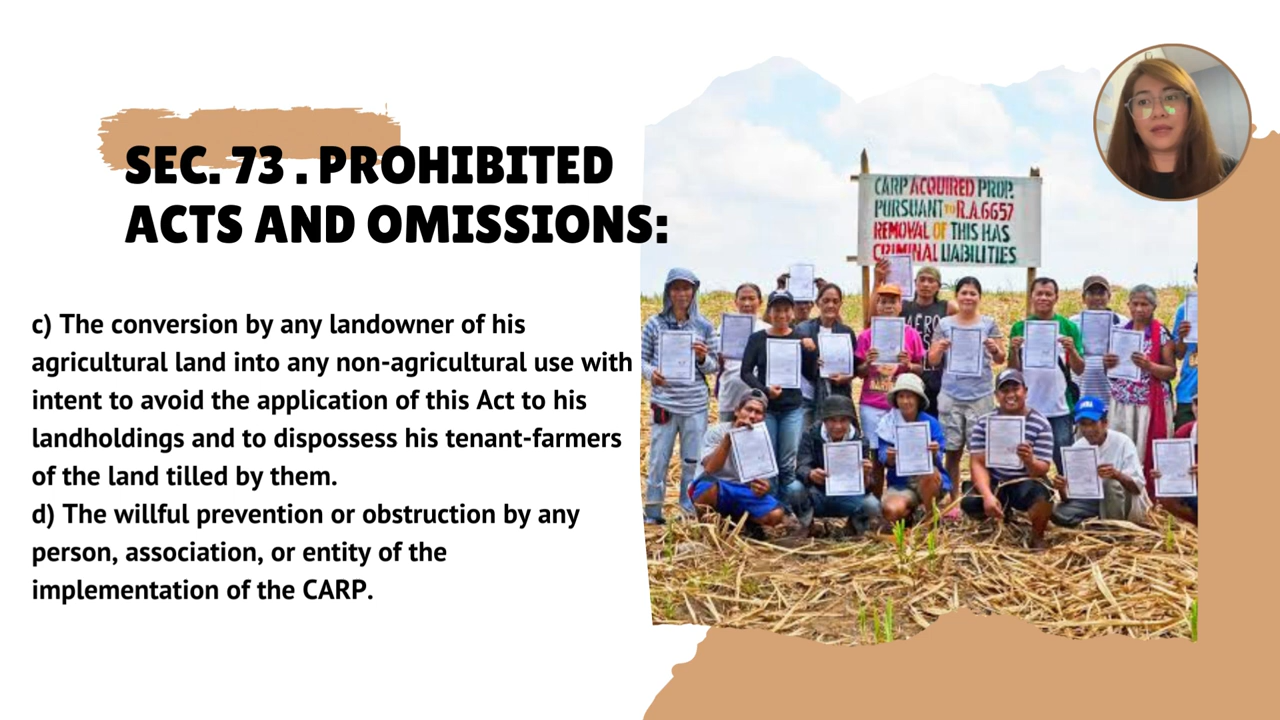 SEC. 73 . PROHIBITED
ACTS AND OMISSIONS:
c) The conversion by any landowner of his
agricultural land into any non-agricultural use with
intent to avoid the application of this Act to his
landholdings and to dispossess his tenant-farmers
of the land tilled by them.
d) The willful prevention or obstruction by any
person, association, or entity of the
implementation of the CARP.
CARP ACQUIRED PROP.
PURSUANT TO R.A.6657
REMOVAL OF THIS HAS
CRIMINAL LIABILITIES